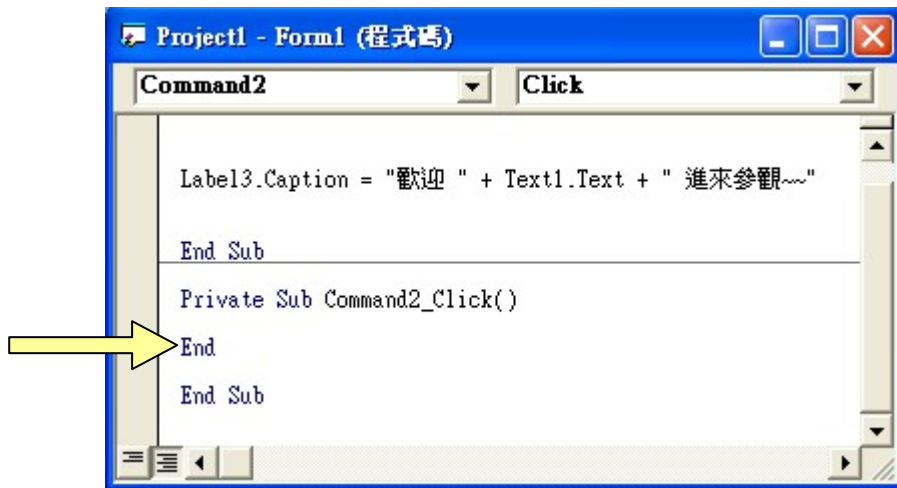 Project1 - Form1 (程式碼)
Command2 Click
Label3.Caption = "歡迎 " + Text1.Text + " 進來參觀~~"
End Sub
Private Sub Command2_Click()
End
End Sub